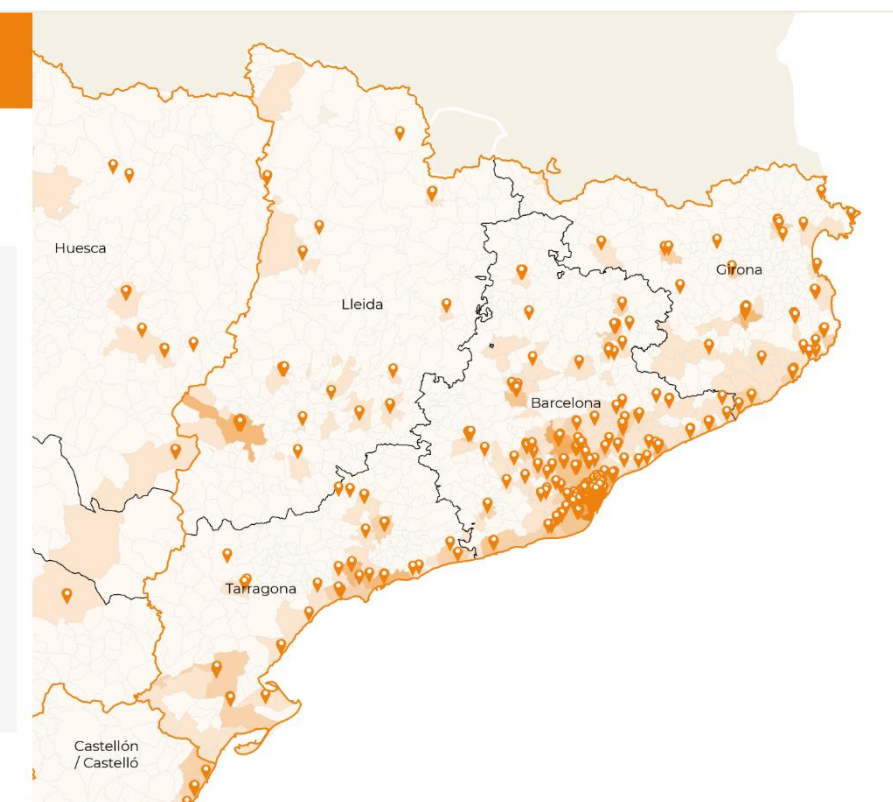 Huesca
Girona
Lleida
Barcelona
Tarragona
Castellón
/ Castelló